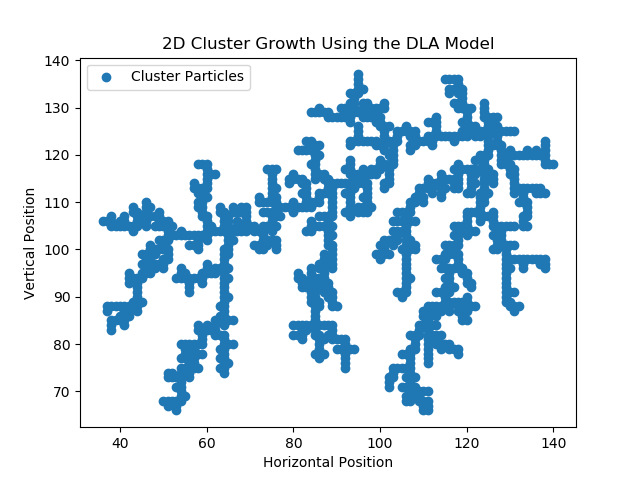 2D Cluster Growth Using the DLA Model
Cluster Particles
Vertical Position
140
130
120
110
100
90
80
70
40 60 80 100 120 140
Horizontal Position